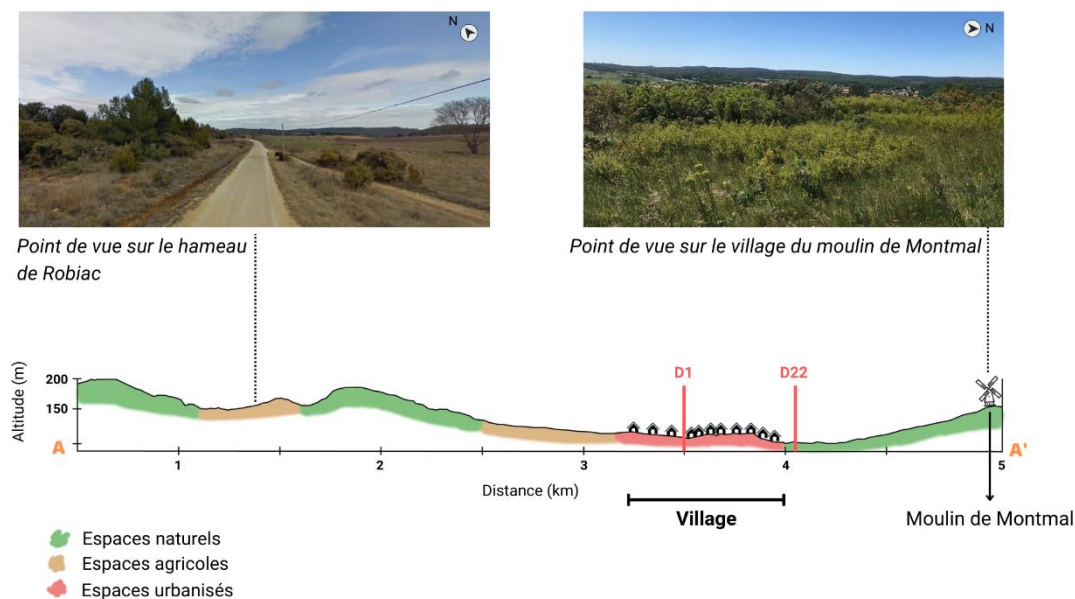 N
N
Point de vue sur le hameau
de Robiac
Point de vue sur le village du moulin de Montmal
Altitude (m)
200
150
D1
D22
A
A'
1
2
3
4
5
Distance (km)
Village
Moulin de Montmal
Espaces naturels
Espaces agricoles
Espaces urbanisés